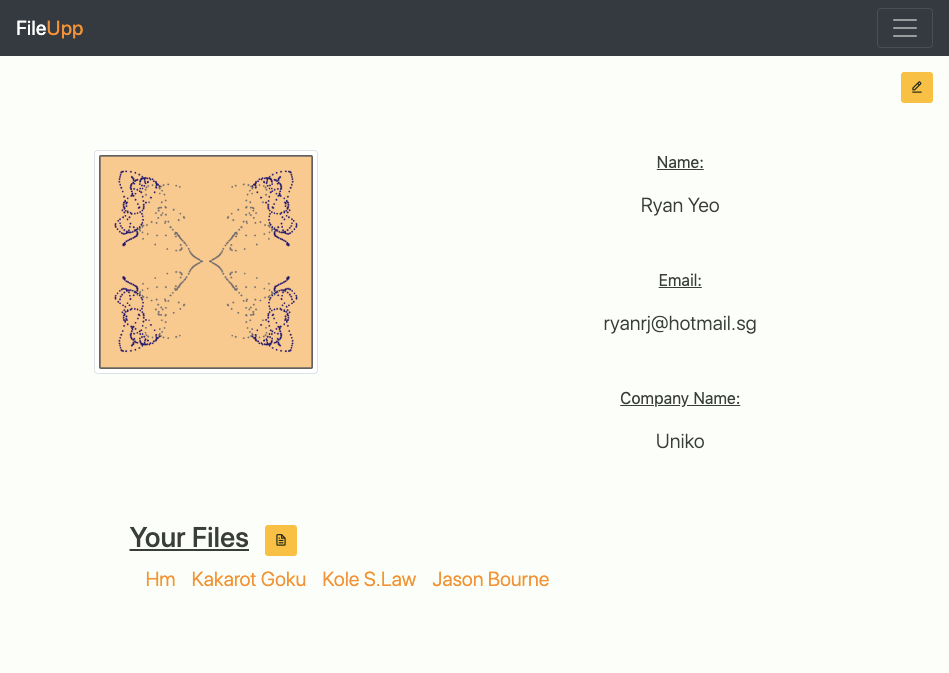 FileUpp
Name:
Ryan Yeo
Email:
ryanrj@hotmail.sg
Company Name:
Uniko
Your Files
Hm Kakarot Goku Kole S.Law Jason Bourne